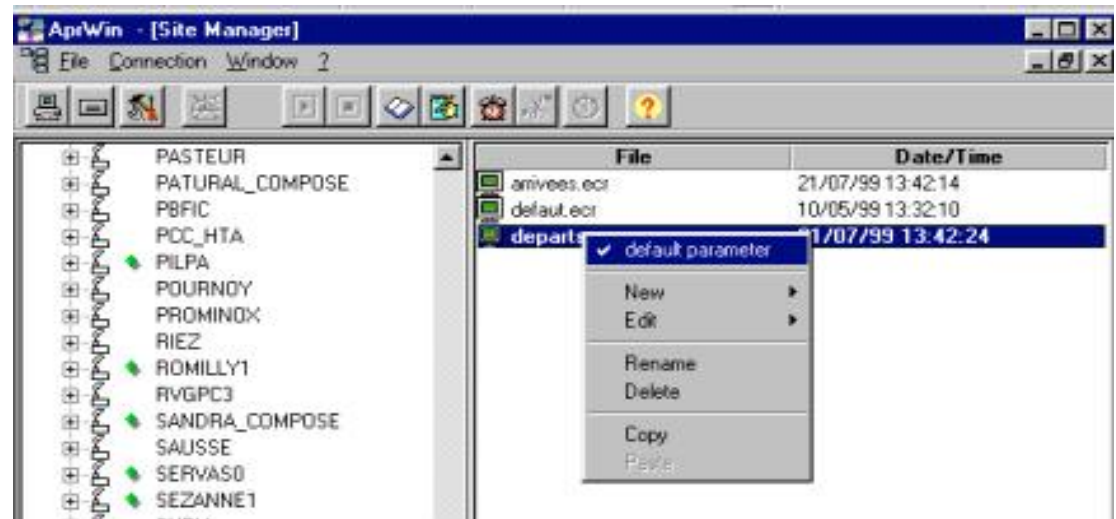 AprWin - [Site Manager]
File Connection Window ?
PASTEUR
PATURAL_COMPOSE
PBFIC
PCC_HTA
PILPA
POURNOY
PROMINOX
RIEZ
ROMILLY1
RVGPC3
SANDRA_COMPOSE
SAUSSE
SERVAS0
SEZANNE1
File Date/Time
arrivees.ecr 21/07/99 13:42:14
defaut.ecr 10/05/99 13:32:10
departs 21/07/99 13:42:24
default parameter
New
Edit
Rename
Delete
Copy
Paste